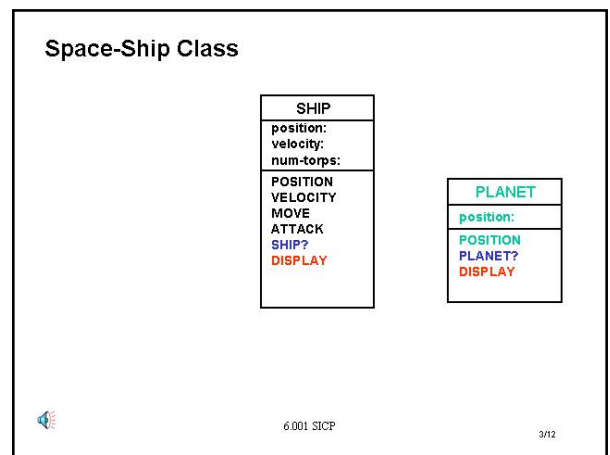 Space-Ship Class
SHIP
position:
velocity:
num-torps:
POSITION
VELOCITY
MOVE
ATTACK
SHIP?
DISPLAY
PLANET
position:
POSITION
PLANET?
DISPLAY
6.001 SICP
3/12